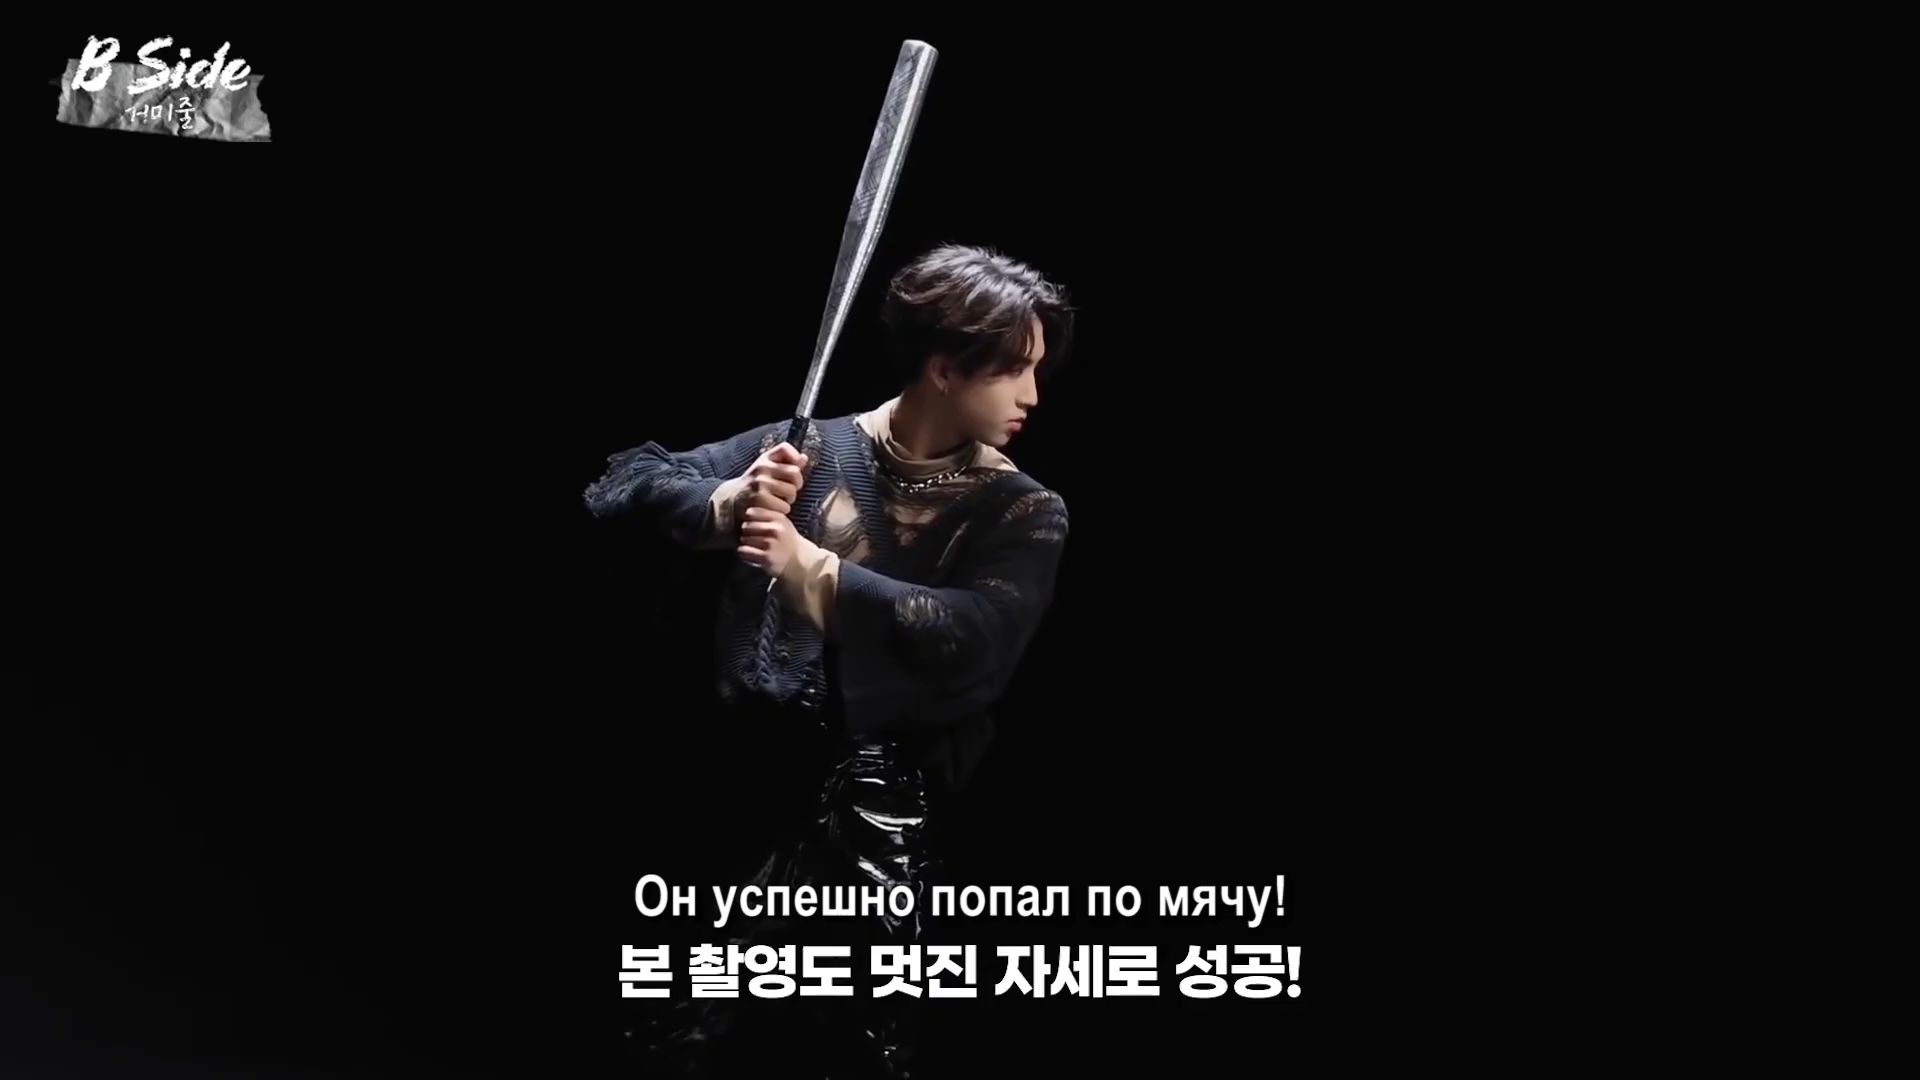 B Side
거미줄
Он успешно попал по мячу!
본 촬영도 멋진 자세로 성공!